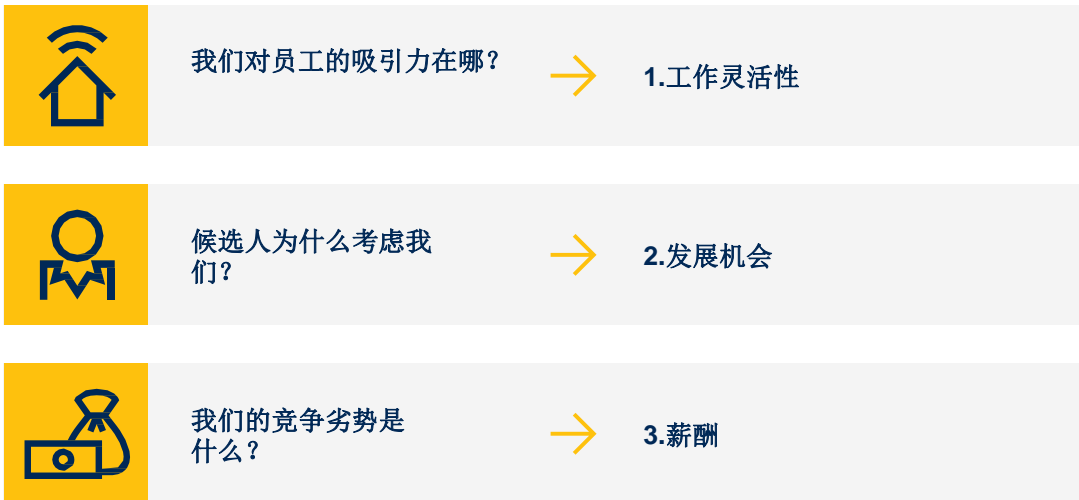 我们对员工的吸引力在哪？
1.工作灵活性
候选人为什么考虑我
们？
2.发展机会
我们的竞争劣势是
什么？
3.薪酬